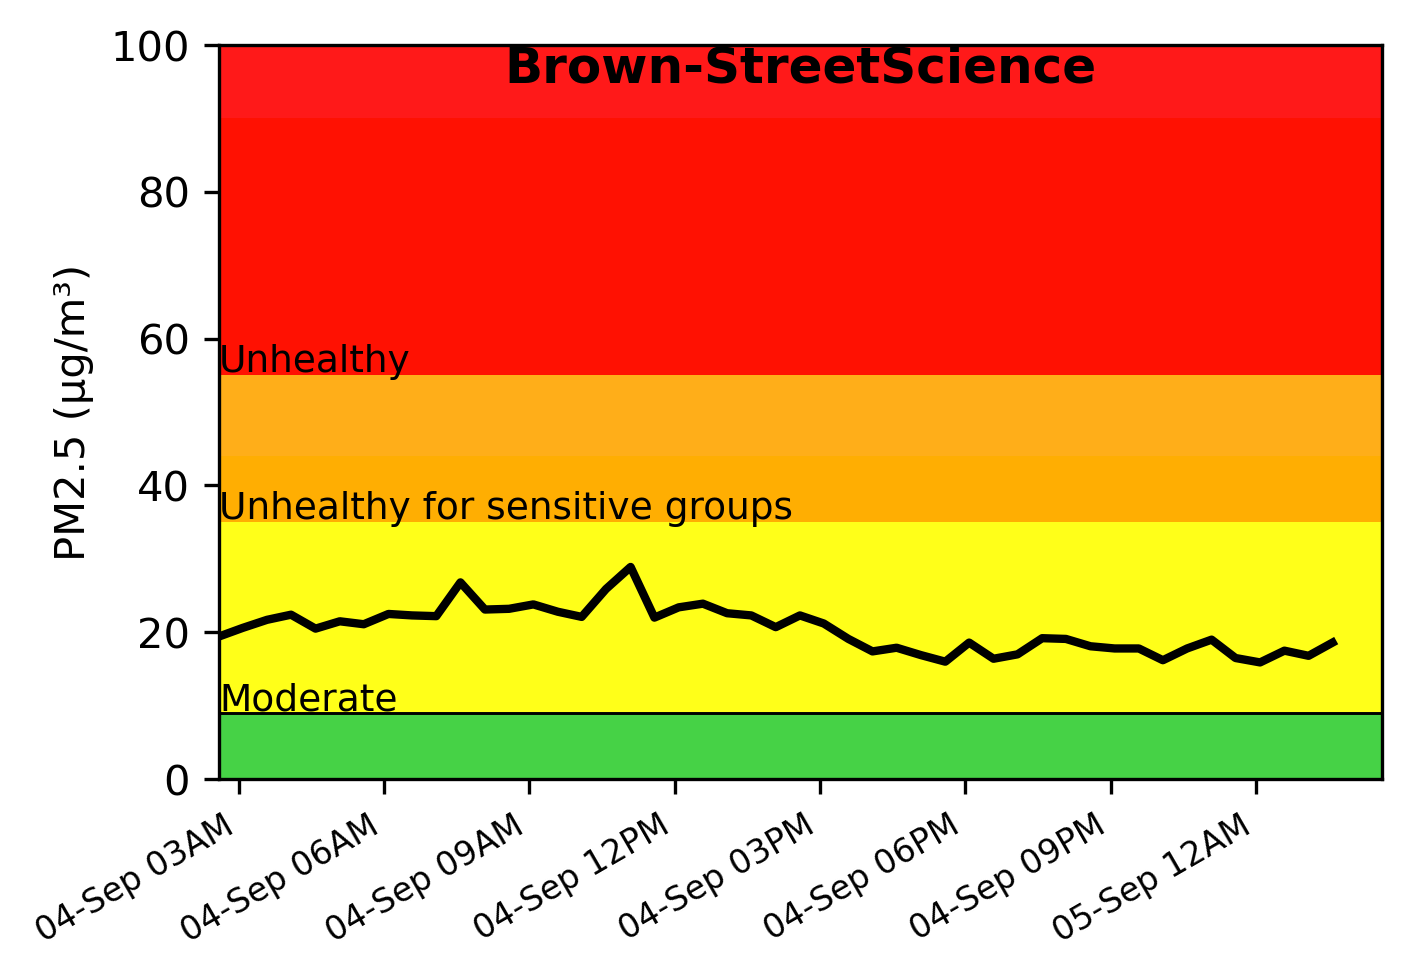 Brown-StreetScience
PM2.5 (µg/m³)
100
80
60
40
20
0
Unhealthy
Unhealthy for sensitive groups
Moderate
04-Sep 03AM
04-Sep 06AM
04-Sep 09AM
04-Sep 12PM
04-Sep 03PM
04-Sep 06PM
04-Sep 09PM
05-Sep 12AM